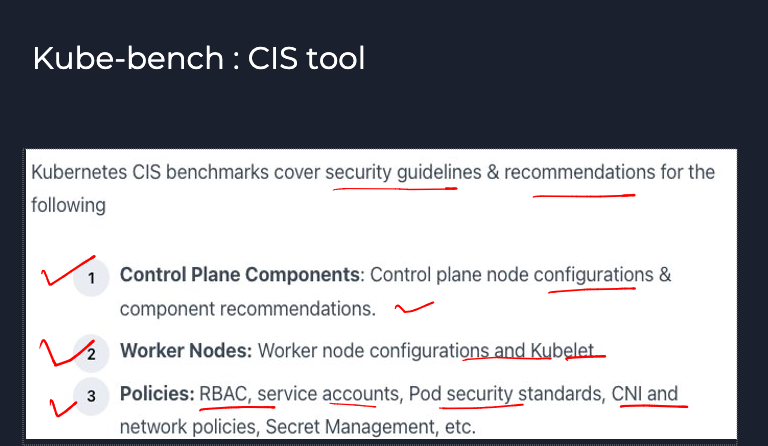 Kube-bench : CIS tool
Kubernetes CIS benchmarks cover security guidelines & recommendations for the
following
1 Control Plane Components: Control plane node configurations &
component recommendations.
2 Worker Nodes: Worker node configurations and Kubelet
3 Policies: RBAC, service accounts, Pod security standards, CNI and
network policies, Secret Management, etc.